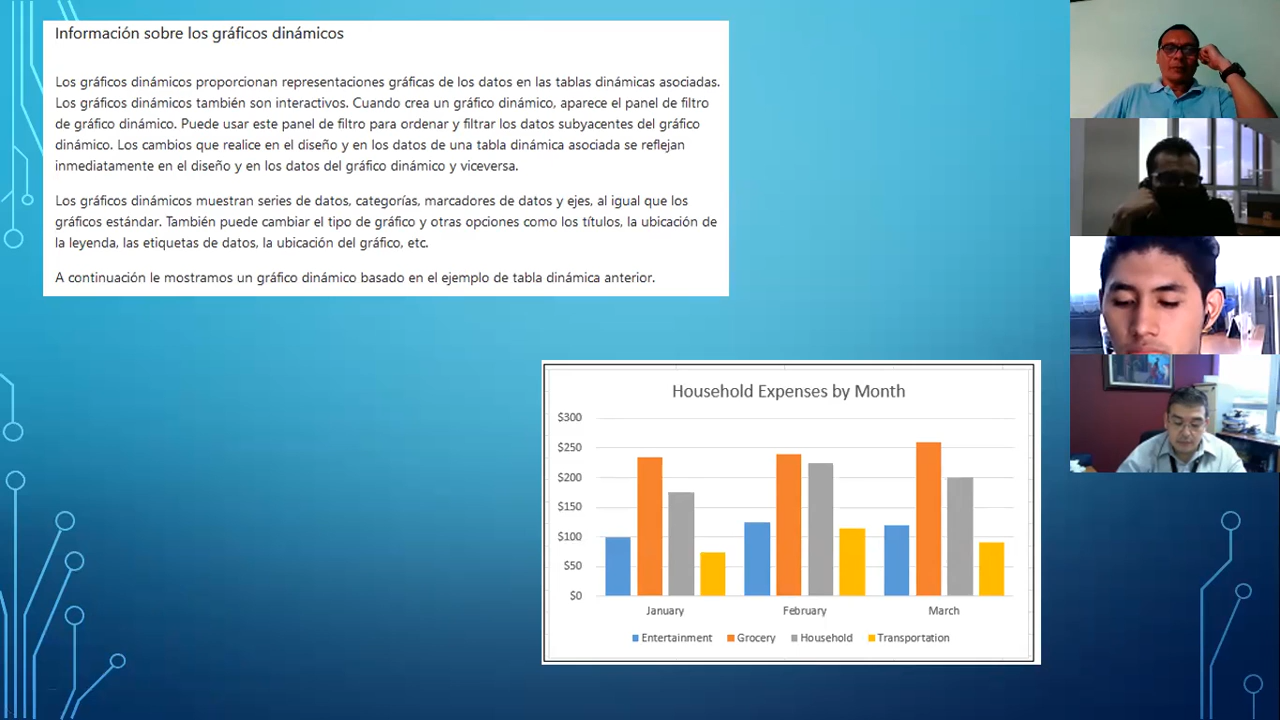 Información sobre los gráficos dinámicos
Los gráficos dinámicos proporcionan representaciones gráficas de los datos en las tablas dinámicas asociadas.
Los gráficos dinámicos también son interactivos. Cuando crea un gráfico dinámico, aparece el panel de filtro
de gráfico dinámico. Puede usar este panel de filtro para ordenar y filtrar los datos subyacentes del gráfico
dinámico. Los cambios que realice en el diseño y en los datos de una tabla dinámica asociada se reflejan
inmediatamente en el diseño y en los datos del gráfico dinámico y viceversa.
Los gráficos dinámicos muestran series de datos, categorías, marcadores de datos y ejes, al igual que los
gráficos estándar. También puede cambiar el tipo de gráfico y otras opciones como los títulos, la ubicación de
la leyenda, las etiquetas de datos, la ubicación del gráfico, etc.
A continuación le mostramos un gráfico dinámico basado en el ejemplo de tabla dinámica anterior.
Household Expenses by Month
$300
$250
$200
$150
$100
$50
$0
January February March
Entertainment Grocery Household Transportation